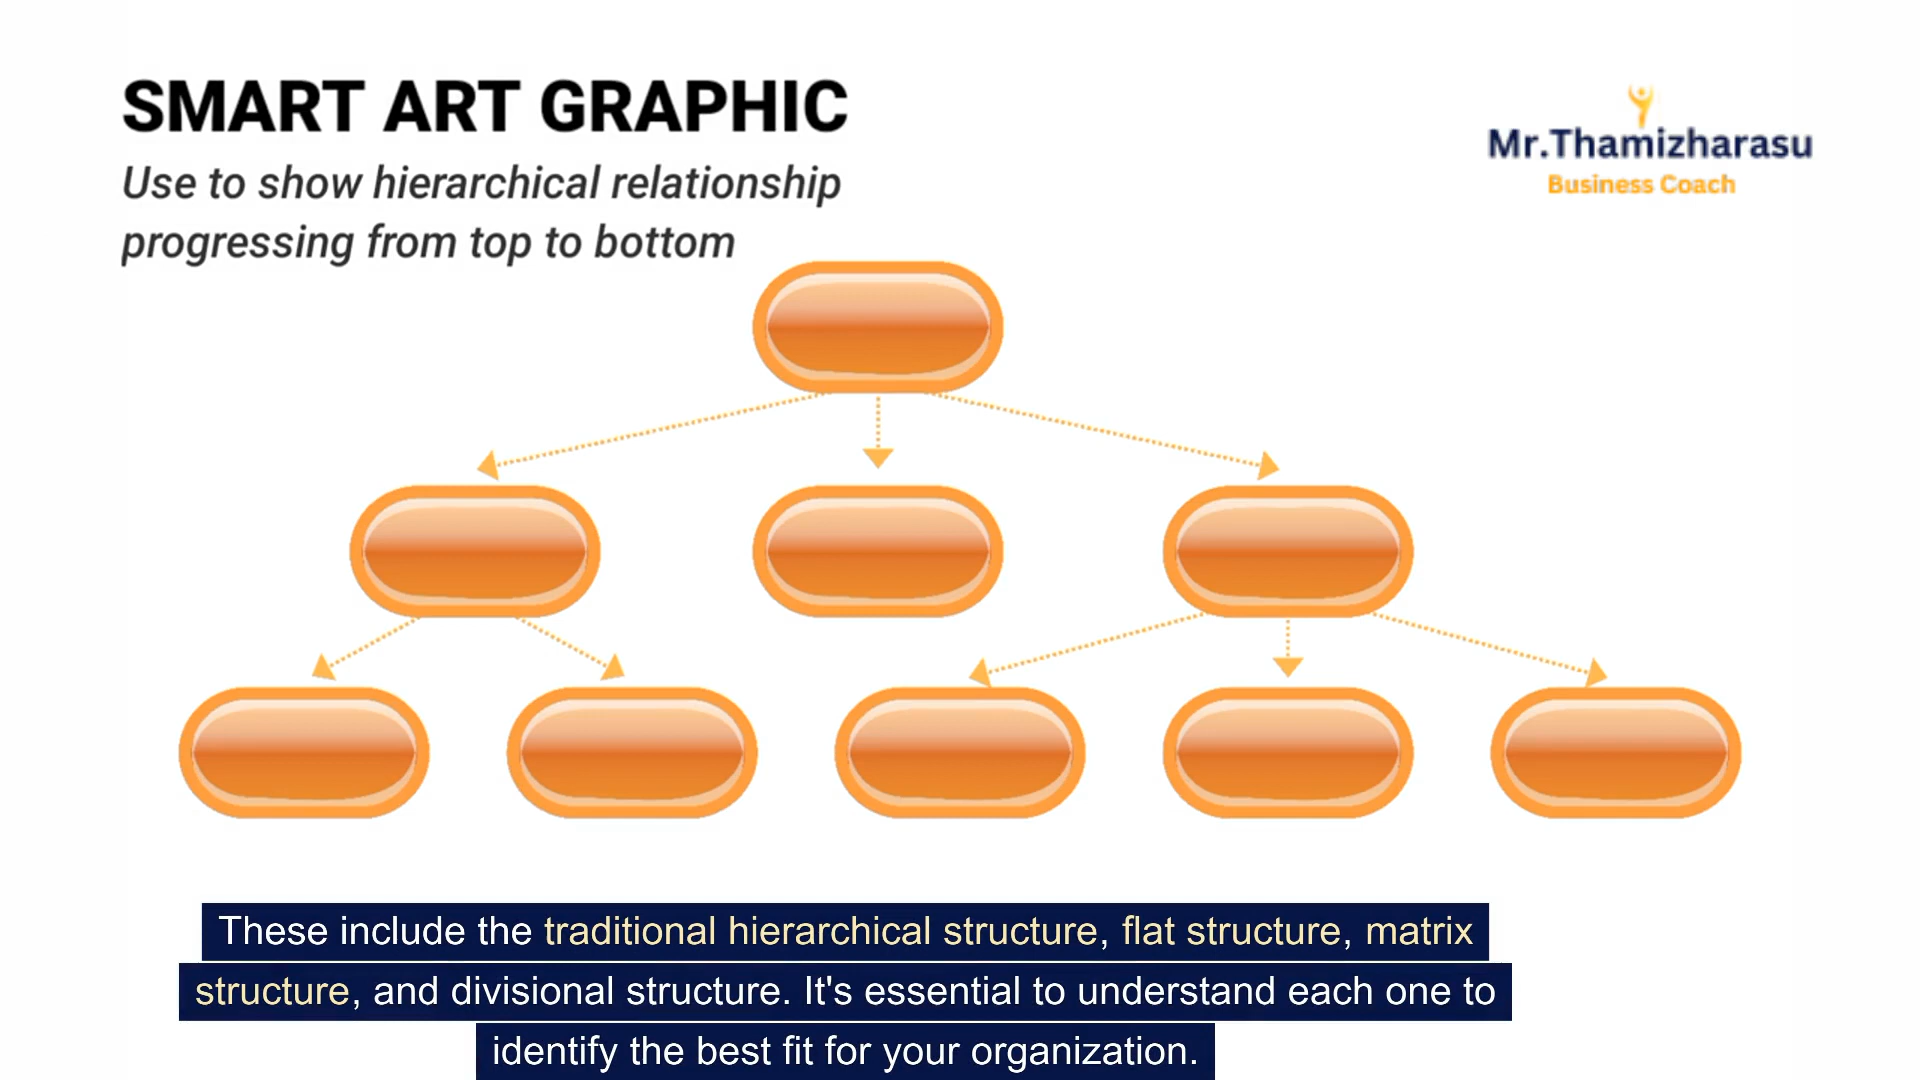 SMART ART GRAPHIC
Use to show hierarchical relationship
progressing from top to bottom
Mr.Thamizharasu
Business Coach
These include the traditional hierarchical structure, flat structure, matrix
structure, and divisional structure. It's essential to understand each one to
identify the best fit for your organization.